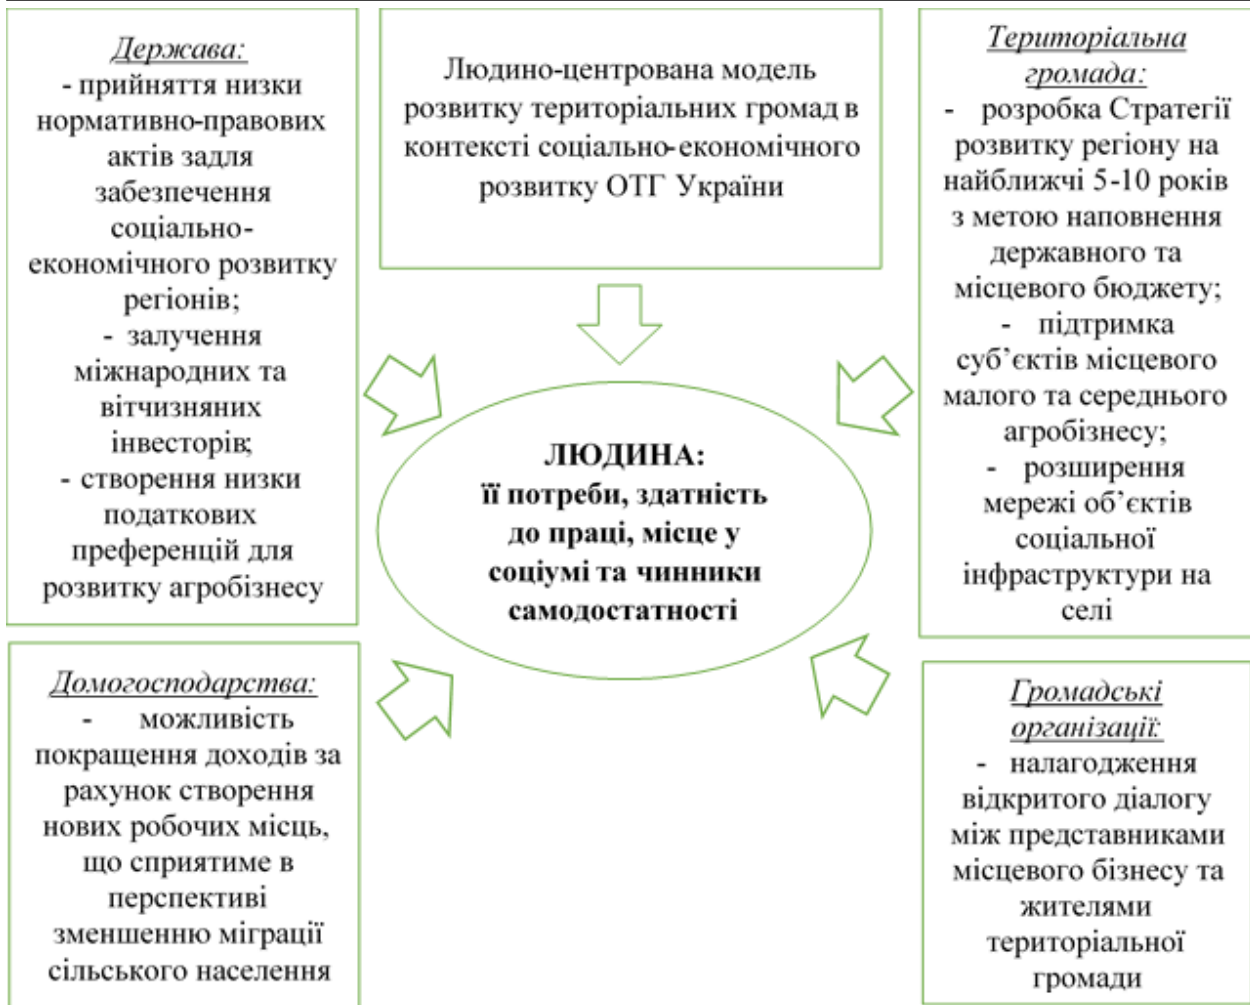 Держава:
- прийняття низки
нормативно-правових
актів задля
забезпечення
соціально-
економічного розвитку
регіонів;
- залучення
міжнародних та
вітчизняних
інвесторів;
- створення низки
податкових
преференцій для
розвитку агробізнесу
Людино-центрована модель
розвитку територіальних громад в
контексті соціально-економічного
розвитку ОТГ України
Територіальна
громада:
- розробка Стратегії
розвитку регіону на
найближчі 5-10 років
з метою наповнення
державного та
місцевого бюджету;
- підтримка
суб’єктів місцевого
малого та середнього
агробізнесу;
- розширення
мережі об’єктів
соціальної
інфраструктури на
селі
ЛЮДИНА:
її потреби, здатність
до праці, місце у
соціумі та чинники
самодостатності
Домогосподарства:
- можливість
покращення доходів за
рахунок створення
нових робочих місць,
що сприятиме в
перспективі
зменшенню міграції
сільського населення
Громадські
організації:
- налагодження
відкритого діалогу
між представниками
місцевого бізнесу та
жителями
територіальної
громади